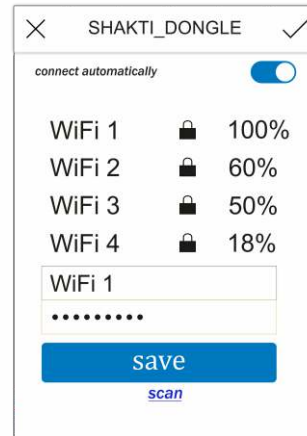 SHAKTI_DONGLE
connect automatically
WiFi 1 100%
WiFi 2 60%
WiFi 3 50%
WiFi 4 18%
WiFi 1
•••••••••
save
scan